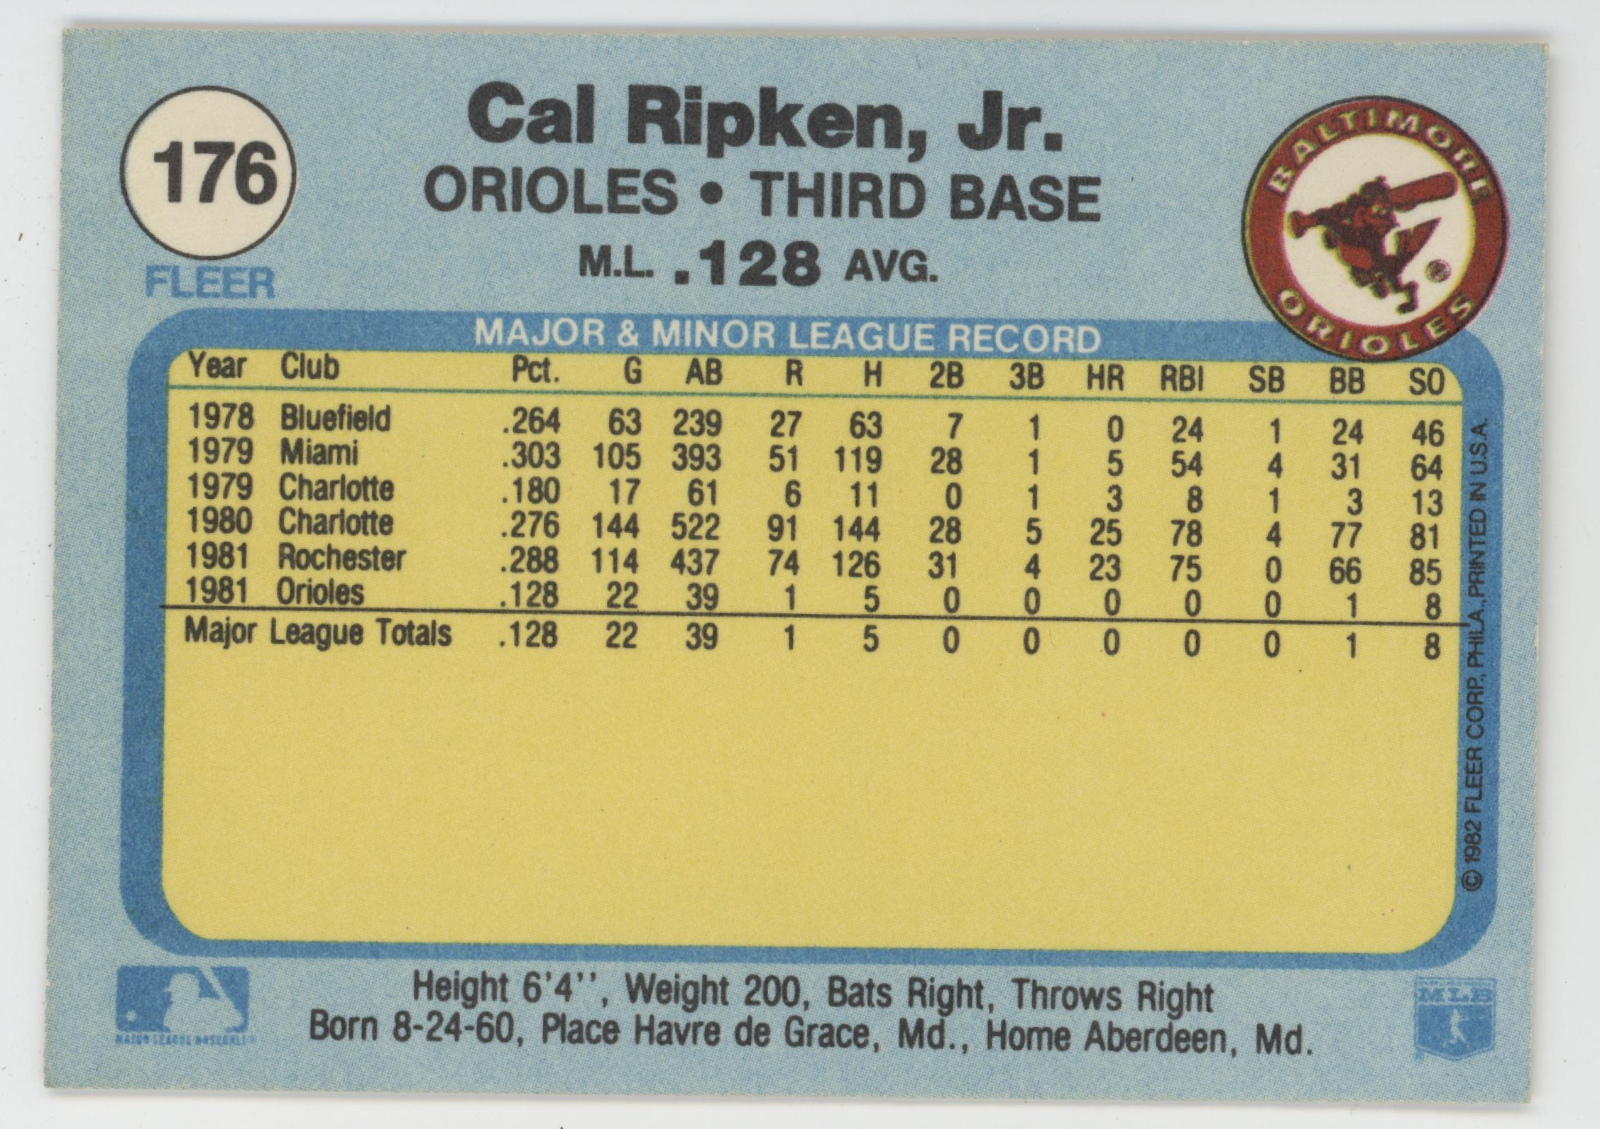 176
FLEER
Cal Ripken, Jr.
ORIOLES • THIRD BASE
M.L. .128 AVG.
BALTIMORE
ORIOLES
MAJOR & MINOR LEAGUE RECORD
Year Club Pct. G AB R H 2B 3B HR RBI SB BB SO
1978 Bluefield .264 63 239 27 63 7 1 0 24 1 24 46
1979 Miami .303 105 393 51 119 28 1 5 54 4 31 64
1979 Charlotte .180 17 61 6 11 0 1 3 8 1 3 13
1980 Charlotte .276 144 522 91 144 28 5 25 78 4 77 81
1981 Rochester .288 114 437 74 126 31 4 23 75 0 66 85
1981 Orioles .128 22 39 1 5 0 0 0 0 0 1 8
Major League Totals .128 22 39 1 5 0 0 0 0 0 1 8
© 1982 FLEER CORP., PHILA., PRINTED IN U.S.A.
Height 6'4'', Weight 200, Bats Right, Throws Right
Born 8-24-60, Place Havre de Grace, Md., Home Aberdeen, Md.
MAJOR LEAGUE BASEBALL
MLB